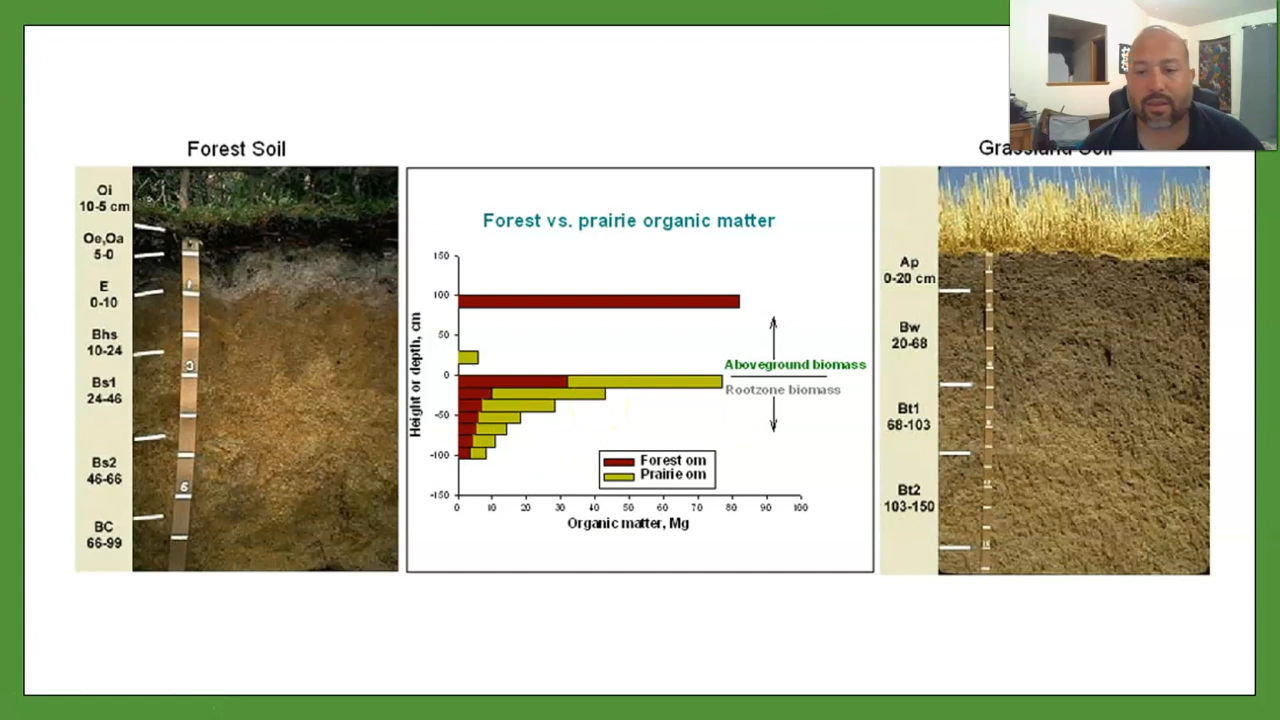 Forest Soil
Oi
10-5 cm
Oe,Oa
5-0
E
0-10
Bhs
10-24
Bs1
24-46
Bs2
46-66
BC
66-99
Forest vs. prairie organic matter
150
100
50
0
-50
-100
-150
Height or depth, cm
Aboveground biomass
Rootzone biomass
Forest om
Prairie om
0 10 20 30 40 50 60 70 80 90 100
Organic matter, Mg
Grassland Soil
Ap
0-20 cm
Bw
20-68
Bt1
68-103
Bt2
103-150